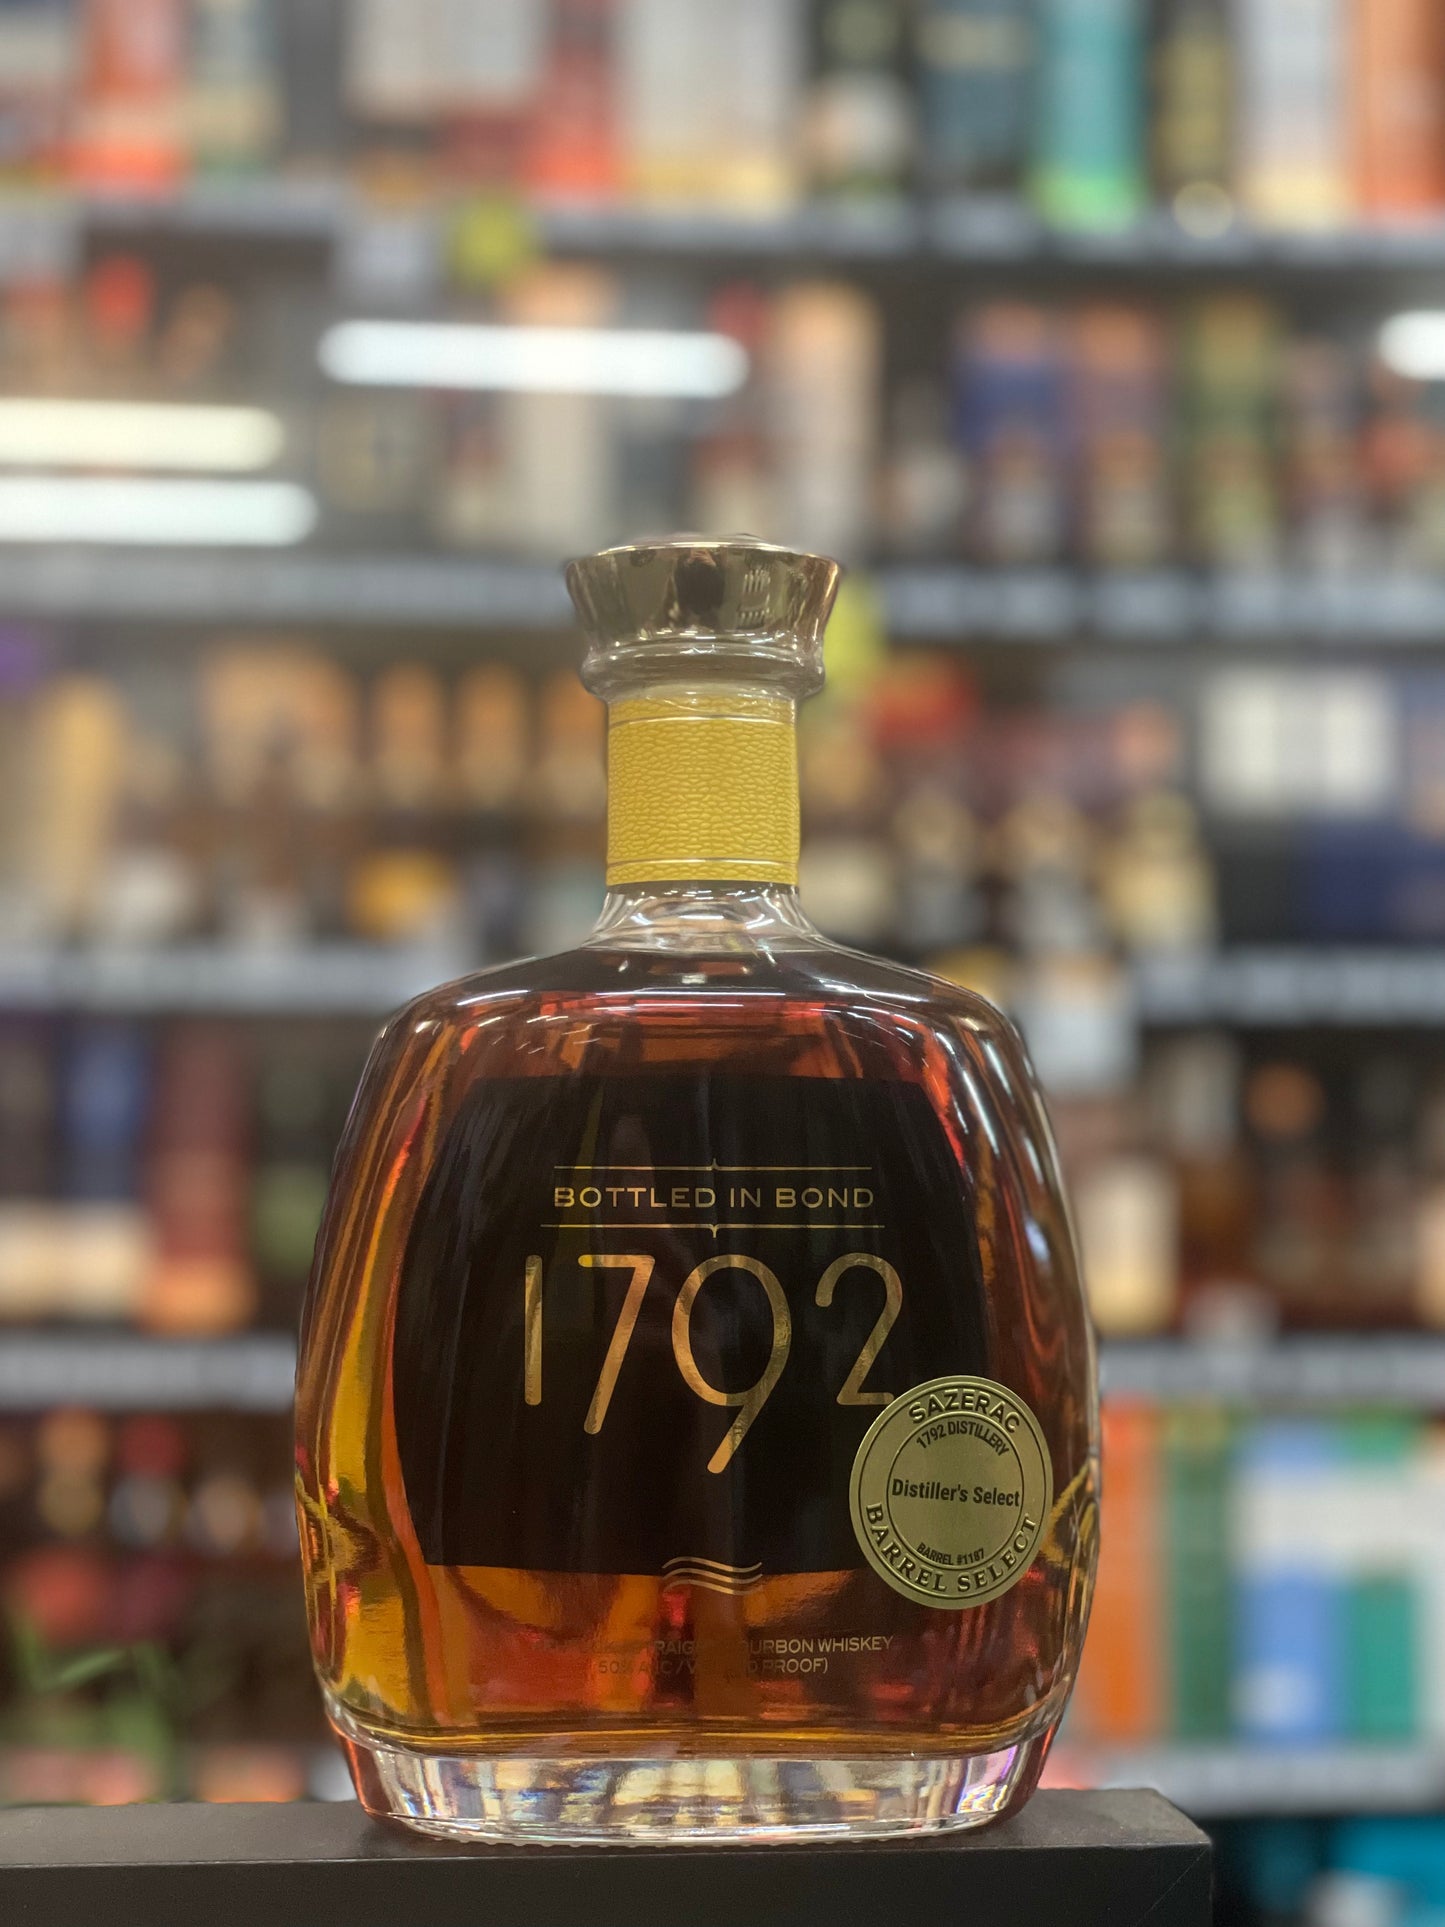 BOTTLED IN BOND
1792
SAZERAC
1792 DISTILLERY
Distiller's Select
BARREL #1187
BARREL SELECT
BOURBON WHISKEY
PROOF)